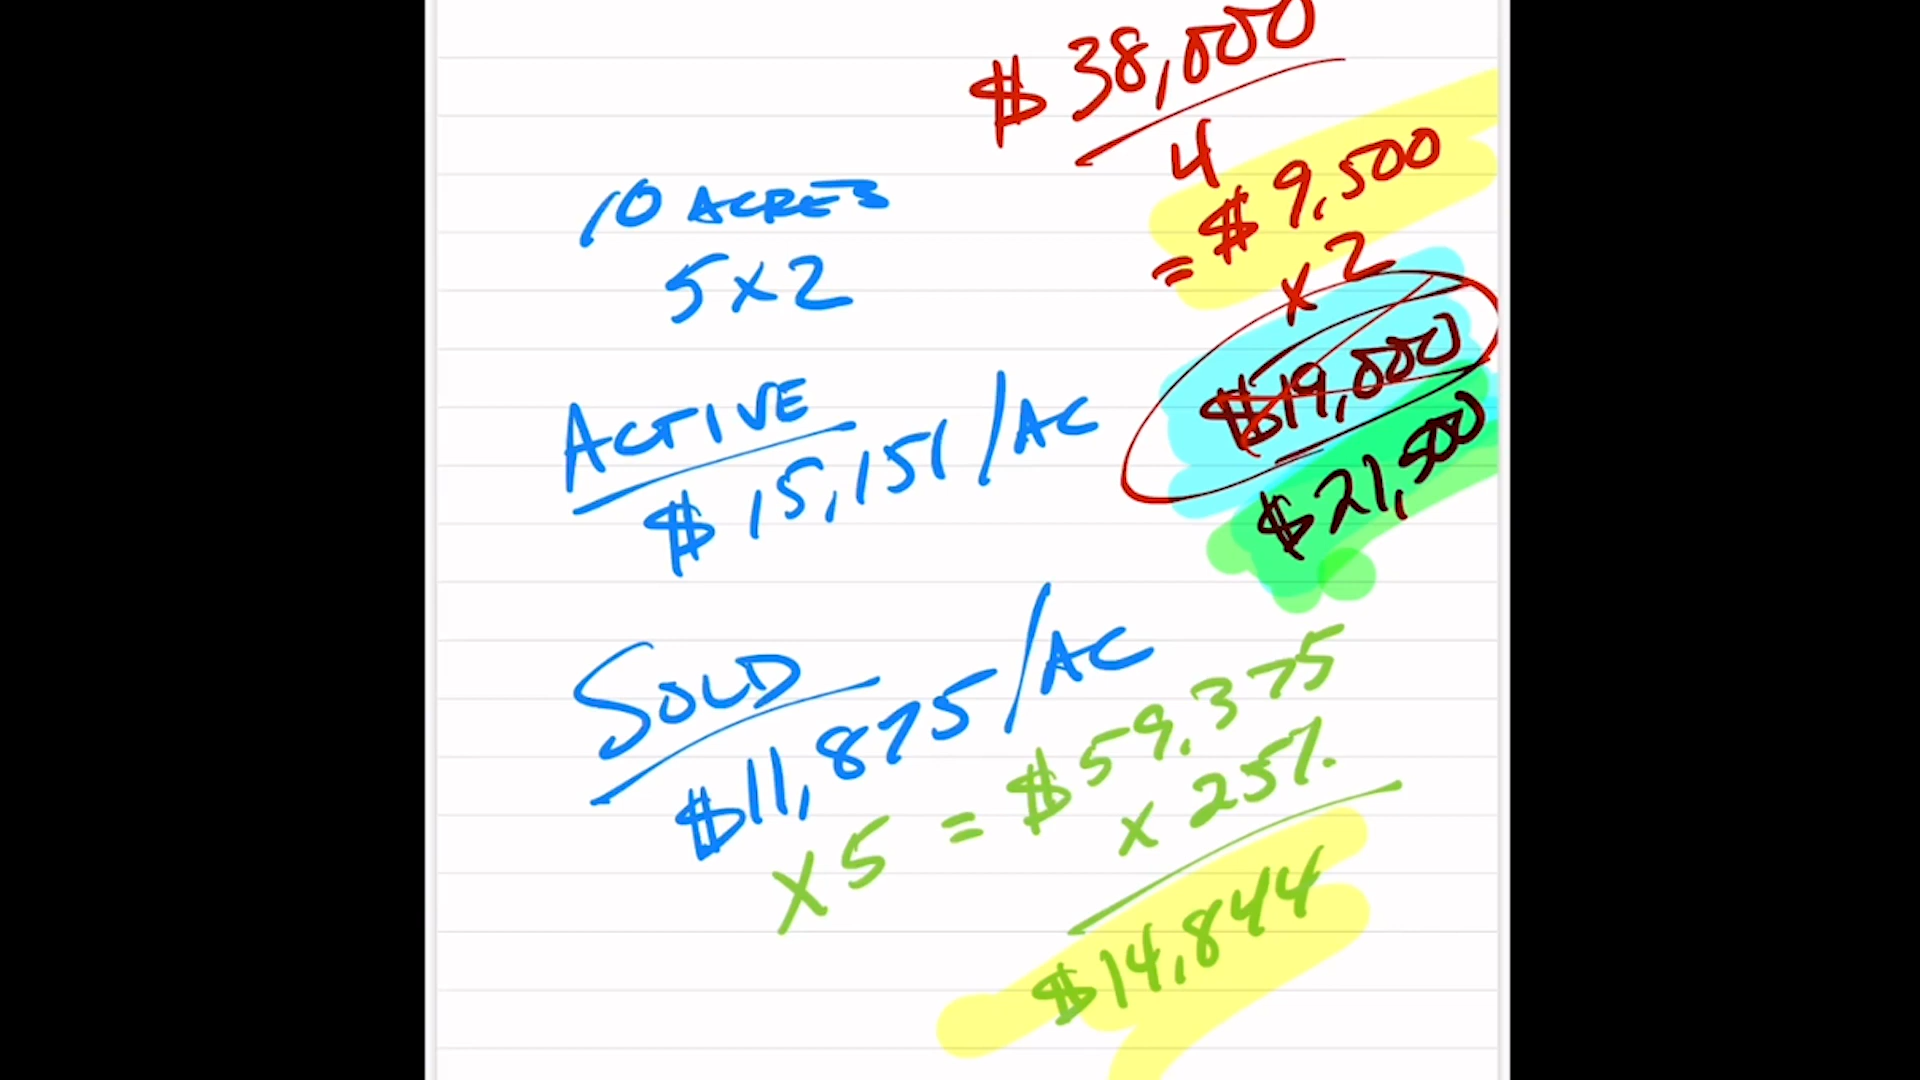 $ 38,000
4
= $ 9,500
x 2
$19,000
$21,500
10 ACRES
5x2
ACTIVE
$ 15,151 /AC
SOLD
$11,875 /AC
x5 = $59,375
x 25%
$14,844